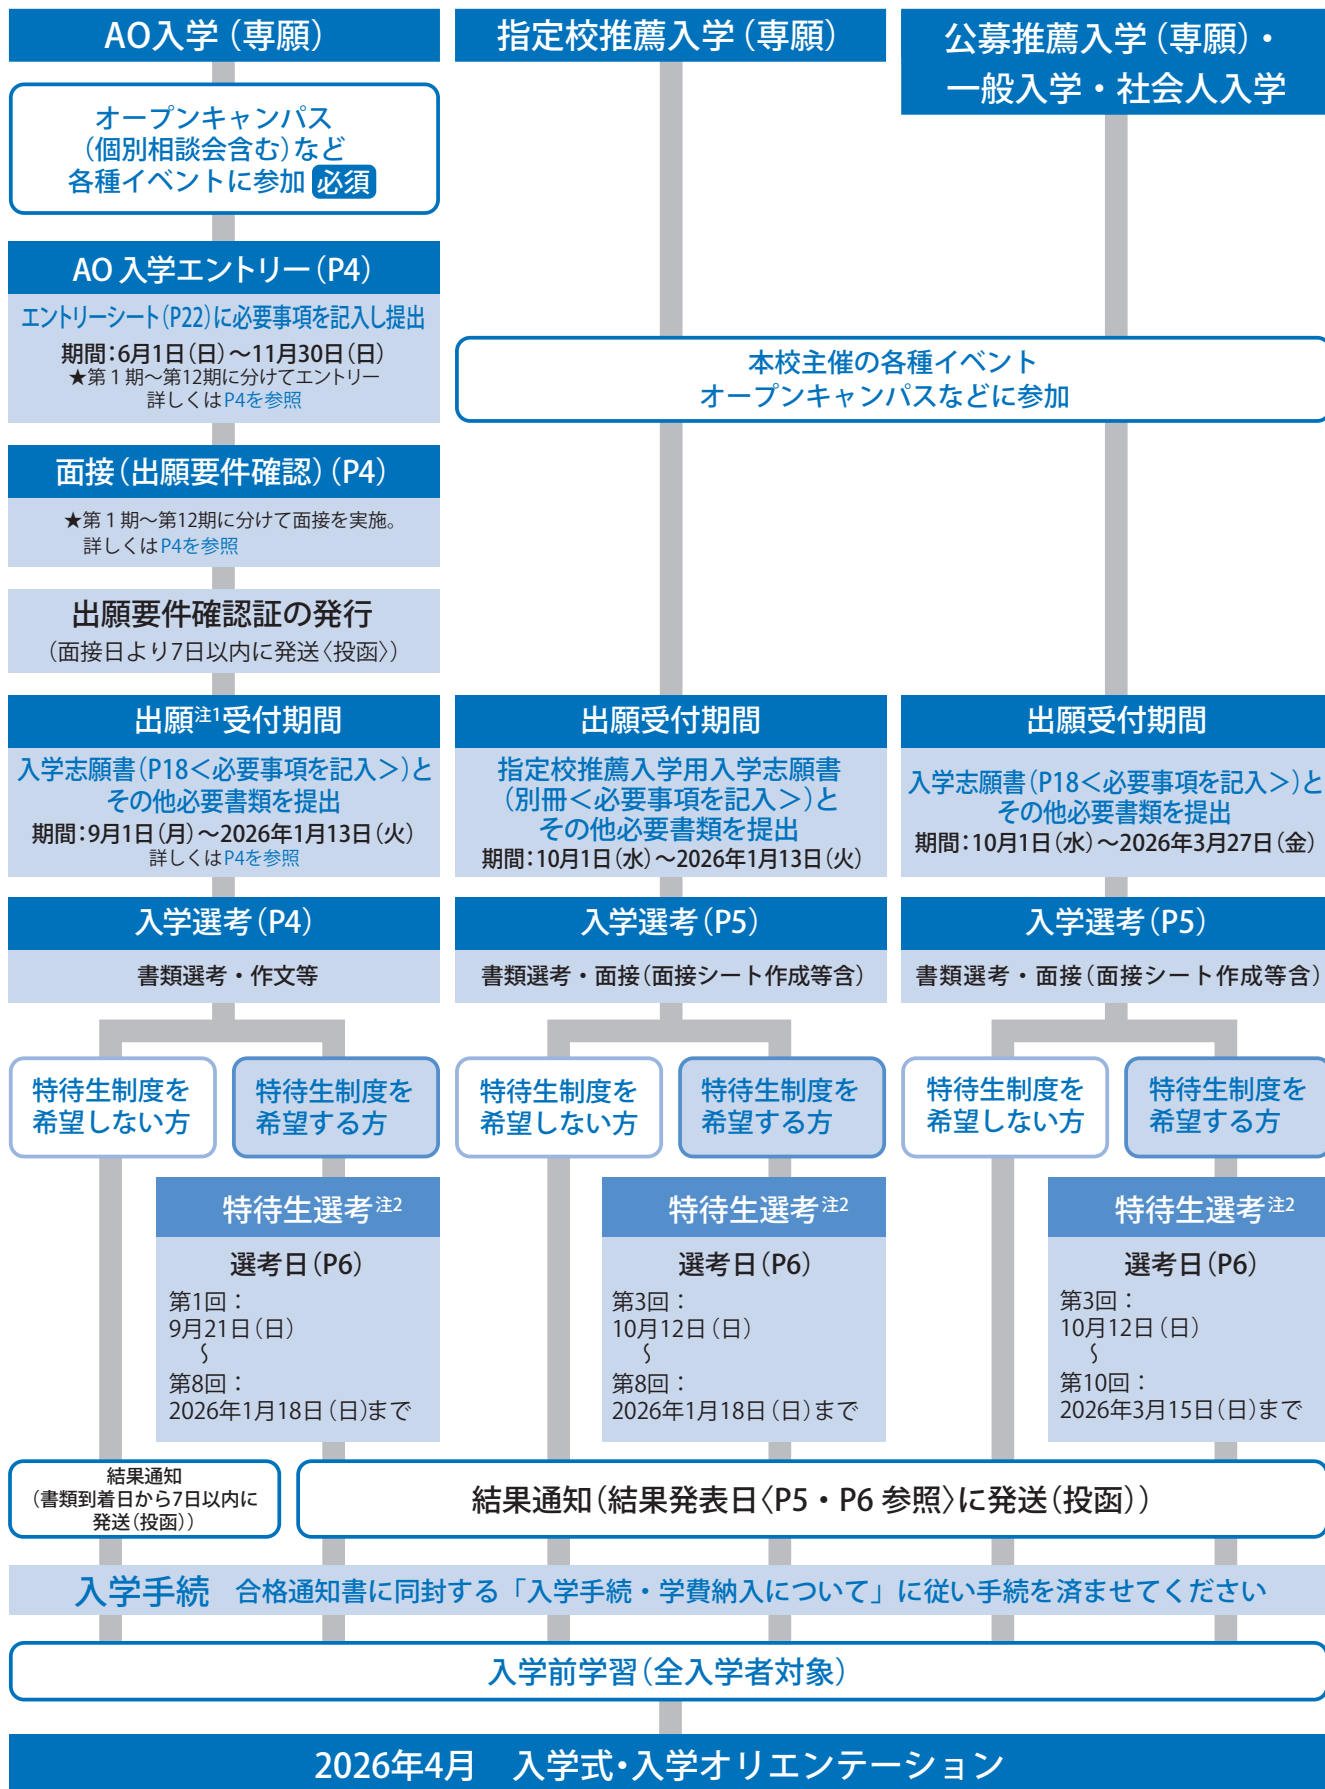 AO入学（専願）
オープンキャンパス
（個別相談会含む）など
各種イベントに参加 必須
AO 入学エントリー（P4）
エントリーシート（P22）に必要事項を記入し提出
期間：6月1日（日）～11月30日（日）
★第1期～第12期に分けてエントリー
詳しくはP4を参照
面接（出願要件確認）（P4）
★第1期～第12期に分けて面接を実施。
詳しくはP4を参照
出願要件確認証の発行
（面接日より7日以内に発送〈投函〉）
出願注1受付期間
入学志願書（P18＜必要事項を記入＞）と
その他必要書類を提出
期間：9月1日（月）～2026年1月13日（火）
詳しくはP4を参照
入学選考（P4）
書類選考・作文等
特待生制度を
希望しない方
特待生制度を
希望する方
特待生選考注2
選考日（P6）
第1回：
9月21日（日）
～
第8回：
2026年1月18日（日）まで
指定校推薦入学（専願）
公募推薦入学（専願）・
一般入学・社会人入学
本校主催の各種イベント
オープンキャンパスなどに参加
出願受付期間
指定校推薦入学用入学志願書
（別冊＜必要事項を記入＞）と
その他必要書類を提出
期間：10月1日（水）～2026年1月13日（火）
入学選考（P5）
書類選考・面接（面接シート作成等含）
特待生制度を
希望しない方
特待生制度を
希望する方
特待生選考注2
選考日（P6）
第3回：
10月12日（日）
～
第8回：
2026年1月18日（日）まで
出願受付期間
入学志願書（P18＜必要事項を記入＞）と
その他必要書類を提出
期間：10月1日（水）～2026年3月27日（金）
入学選考（P5）
書類選考・面接（面接シート作成等含）
特待生制度を
希望しない方
特待生制度を
希望する方
特待生選考注2
選考日（P6）
第3回：
10月12日（日）
～
第10回：
2026年3月15日（日）まで
結果通知
（書類到着日から7日以内に
発送（投函））
結果通知（結果発表日〈P5・P6 参照〉に発送（投函））
入学手続 合格通知書に同封する「入学手続・学費納入について」に従い手続を済ませてください
入学前学習（全入学者対象）
2026年4月 入学式・入学オリエンテーション